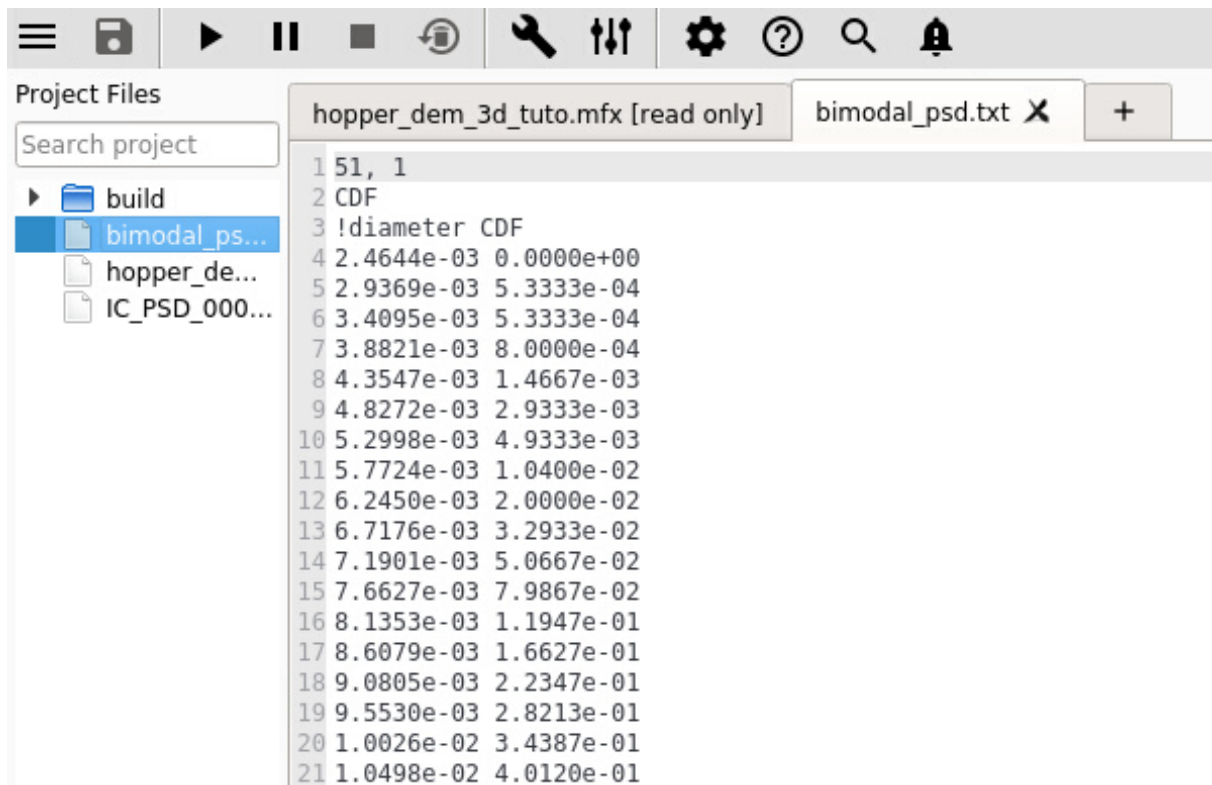 Project Files
Search project
build
bimodal_ps...
hopper_de...
IC_PSD_000...
hopper_dem_3d_tuto.mfx [read only]
bimodal_psd.txt
+
1 51, 1
2 CDF
3 !diameter CDF
4 2.4644e-03 0.0000e+00
5 2.9369e-03 5.3333e-04
6 3.4095e-03 5.3333e-04
7 3.8821e-03 8.0000e-04
8 4.3547e-03 1.4667e-03
9 4.8272e-03 2.9333e-03
10 5.2998e-03 4.9333e-03
11 5.7724e-03 1.0400e-02
12 6.2450e-03 2.0000e-02
13 6.7176e-03 3.2933e-02
14 7.1901e-03 5.0667e-02
15 7.6627e-03 7.9867e-02
16 8.1353e-03 1.1947e-01
17 8.6079e-03 1.6627e-01
18 9.0805e-03 2.2347e-01
19 9.5530e-03 2.8213e-01
20 1.0026e-02 3.4387e-01
21 1.0498e-02 4.0120e-01